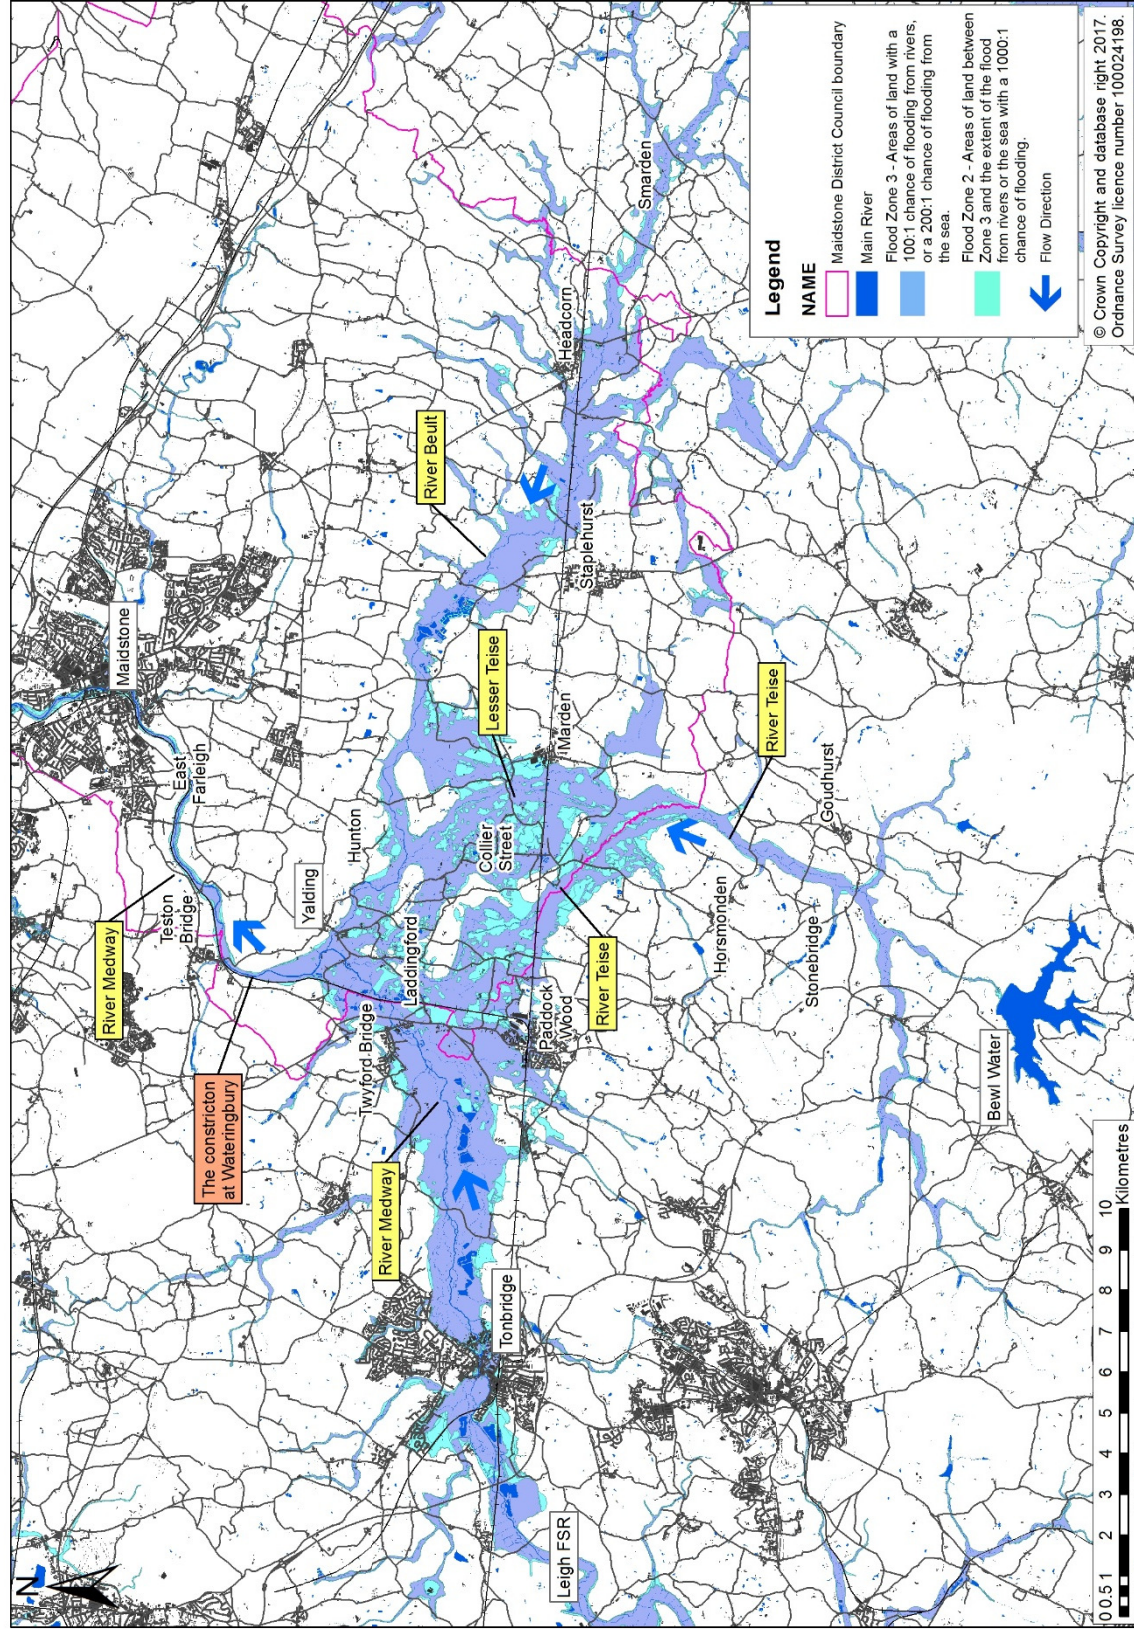 N
Maidstone
River Medway
Teston
Bridge
East
Farleigh
The constricton
at Wateringbury
Yalding
Hunton
River Beult
River Medway
Twyford Bridge
Laddingford
Collier
Street
Lesser Teise
Marden
Staplehurst
Headcorn
Smarden
Tonbridge
Leigh FSR
Paddock
Wood
River Teise
River Teise
Horsmonden
Goudhurst
Stonebridge
Bewl Water
0 0.5 1 2 3 4 5 6 7 8 9 10
Kilometres
Legend
NAME
Maidstone District Council boundary
Main River
Flood Zone 3 - Areas of land with a
100:1 chance of flooding from rivers,
or a 200:1 chance of flooding from
the sea.
Flood Zone 2 - Areas of land between
Zone 3 and the extent of the flood
from rivers or the sea with a 1000:1
chance of flooding.
Flow Direction
© Crown Copyright and database right 2017.
Ordnance Survey licence number 100024198.